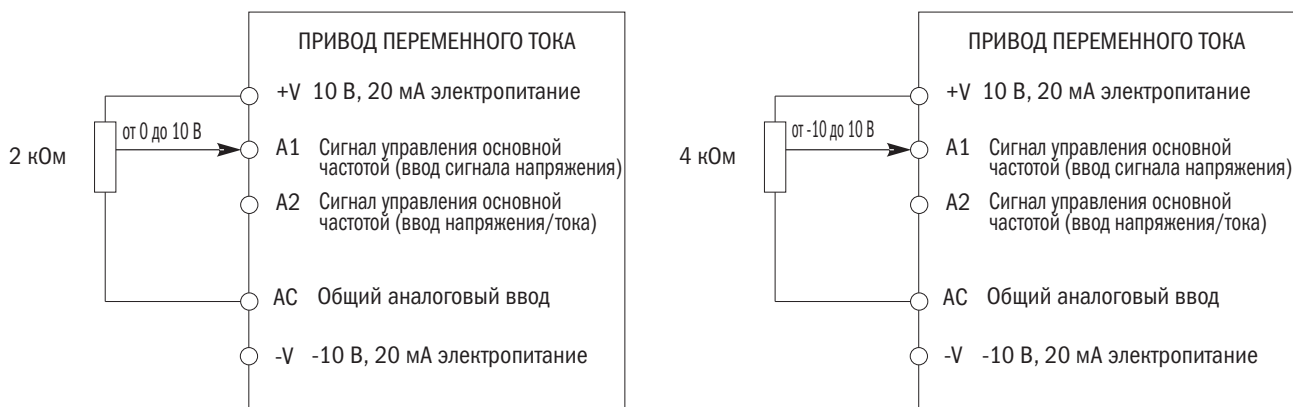 ПРИВОД ПЕРЕМЕННОГО ТОКА
+V 10 В, 20 мА электропитание
от 0 до 10 В
2 кОм
A1 Сигнал управления основной
частотой (ввод сигнала напряжения)
A2 Сигнал управления основной
частотой (ввод напряжения/тока)
AC Общий аналоговый ввод
-V -10 В, 20 мА электропитание
ПРИВОД ПЕРЕМЕННОГО ТОКА
+V 10 В, 20 мА электропитание
от -10 до 10 В
4 кОм
A1 Сигнал управления основной
частотой (ввод сигнала напряжения)
A2 Сигнал управления основной
частотой (ввод напряжения/тока)
AC Общий аналоговый ввод
-V -10 В, 20 мА электропитание